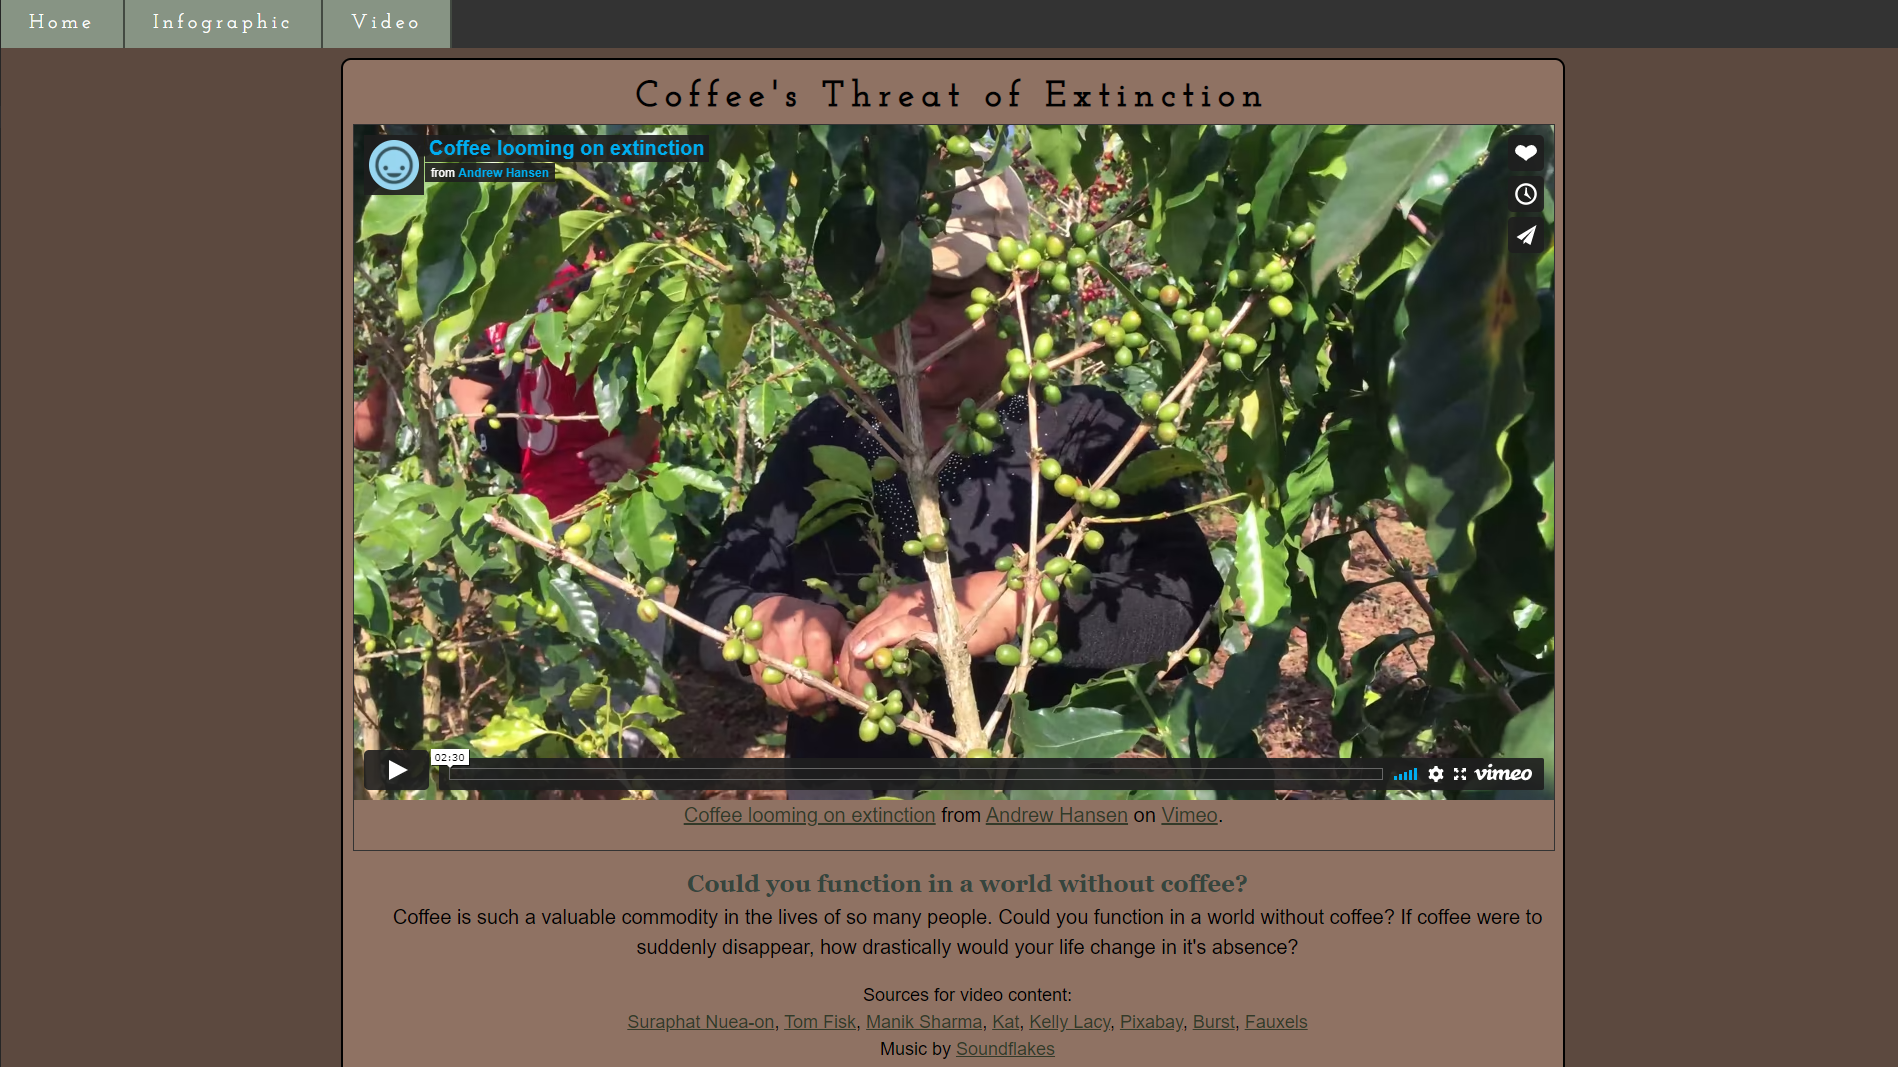 Home Infographic Video
Coffee's Threat of Extinction
Coffee looming on extinction
from Andrew Hansen
02:30
vimeo
Coffee looming on extinction from Andrew Hansen on Vimeo.
Could you function in a world without coffee?
Coffee is such a valuable commodity in the lives of so many people. Could you function in a world without coffee? If coffee were to
suddenly disappear, how drastically would your life change in it's absence?
Sources for video content:
Suraphat Nuea-on, Tom Fisk, Manik Sharma, Kat, Kelly Lacy, Pixabay, Burst, Fauxels
Music by Soundflakes